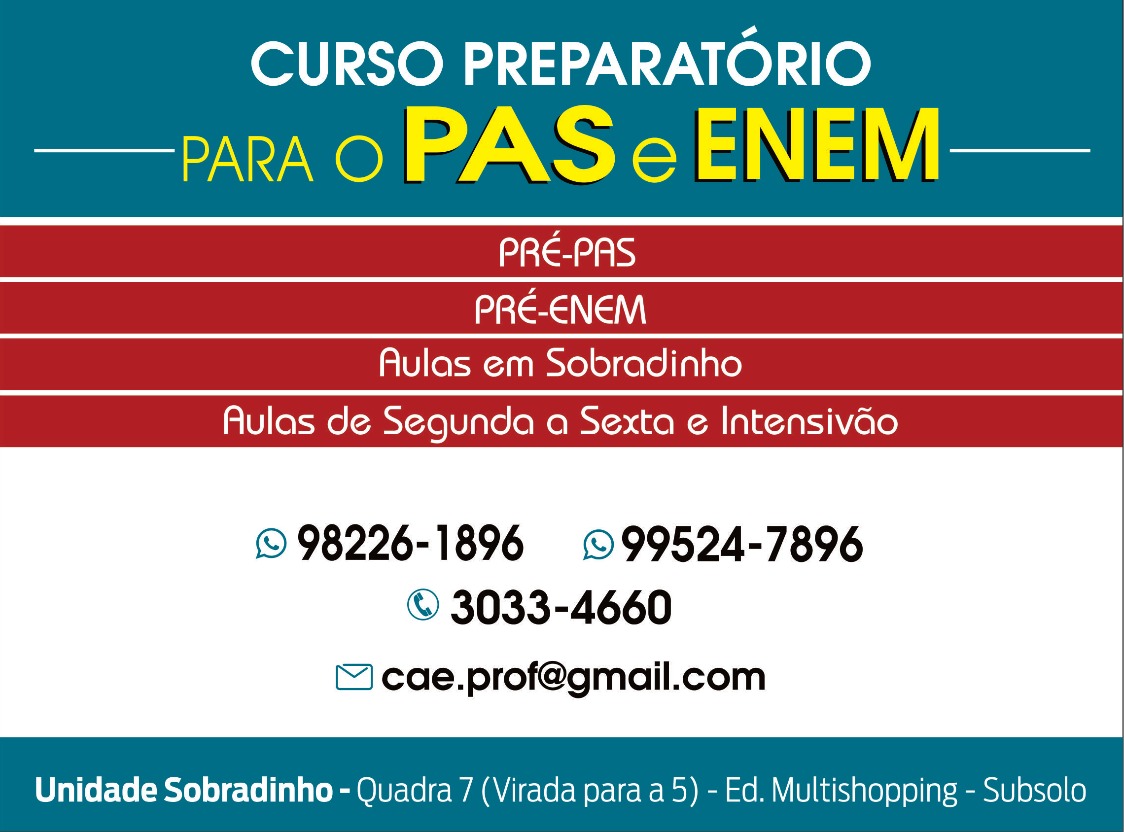 CURSO PREPARATÓRIO
PARA O PAS e ENEM
PRÉ-PAS
PRÉ-ENEM
Aulas em Sobradinho
Aulas de Segunda a Sexta e Intensivão
98226-1896 99524-7896
3033-4660
cae.prof@gmail.com
Unidade Sobradinho - Quadra 7 (Virada para a 5) - Ed. Multishopping - Subsolo